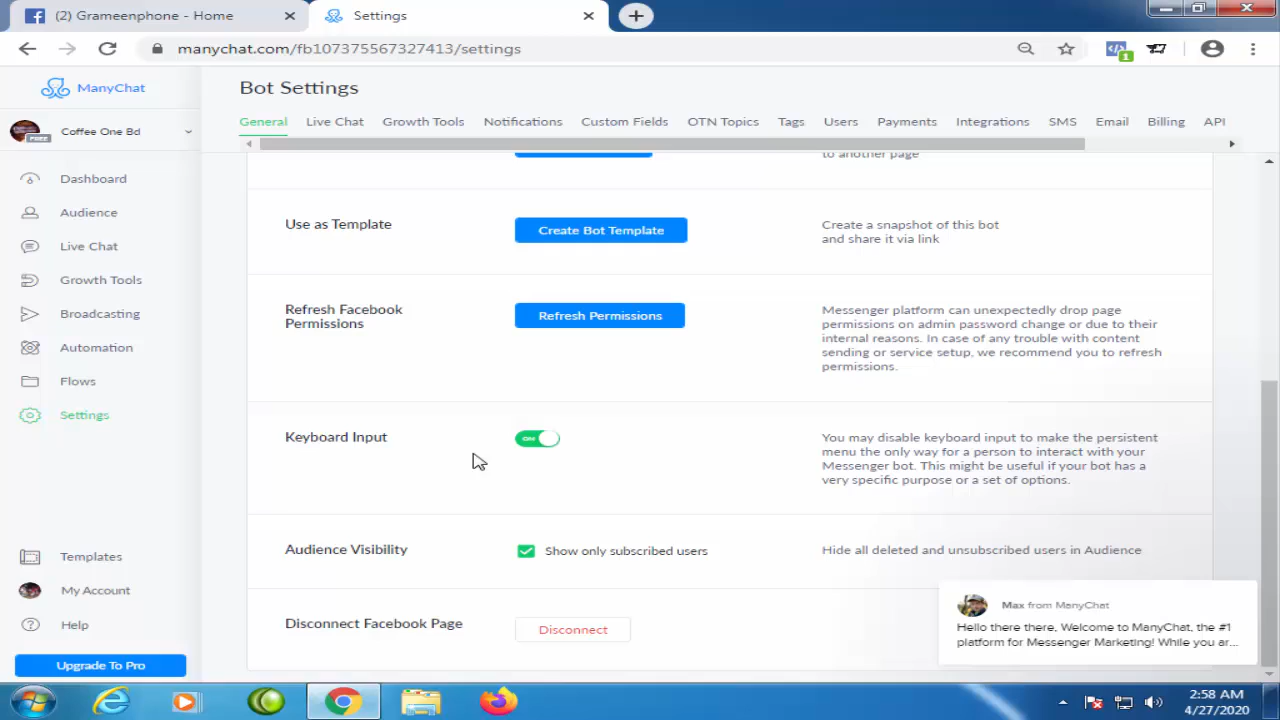 (2) Grameenphone - Home
Settings
manychat.com/fb107375567327413/settings
1
ManyChat
Bot Settings
Coffee One Bd
FREE
General Live Chat Growth Tools Notifications Custom Fields OTN Topics Tags Users Payments Integrations SMS Email Billing API
to another page
Dashboard
Audience
Live Chat
Growth Tools
Broadcasting
Automation
Flows
Settings
Templates
My Account
Help
Upgrade To Pro
Use as Template
Create Bot Template
Create a snapshot of this bot
and share it via link
Refresh Facebook
Permissions
Refresh Permissions
Messenger platform can unexpectedly drop page
permissions on admin password change or due to their
internal reasons. In case of any trouble with content
sending or service setup, we recommend you to refresh
permissions.
Keyboard Input
ON
You may disable keyboard input to make the persistent
menu the only way for a person to interact with your
Messenger bot. This might be useful if your bot has a
very specific purpose or a set of options.
Audience Visibility
Show only subscribed users
Hide all deleted and unsubscribed users in Audience
Disconnect Facebook Page
Disconnect
Max from ManyChat
Hello there there, Welcome to ManyChat, the #1
platform for Messenger Marketing! While you ar...
2:58 AM
4/27/2020